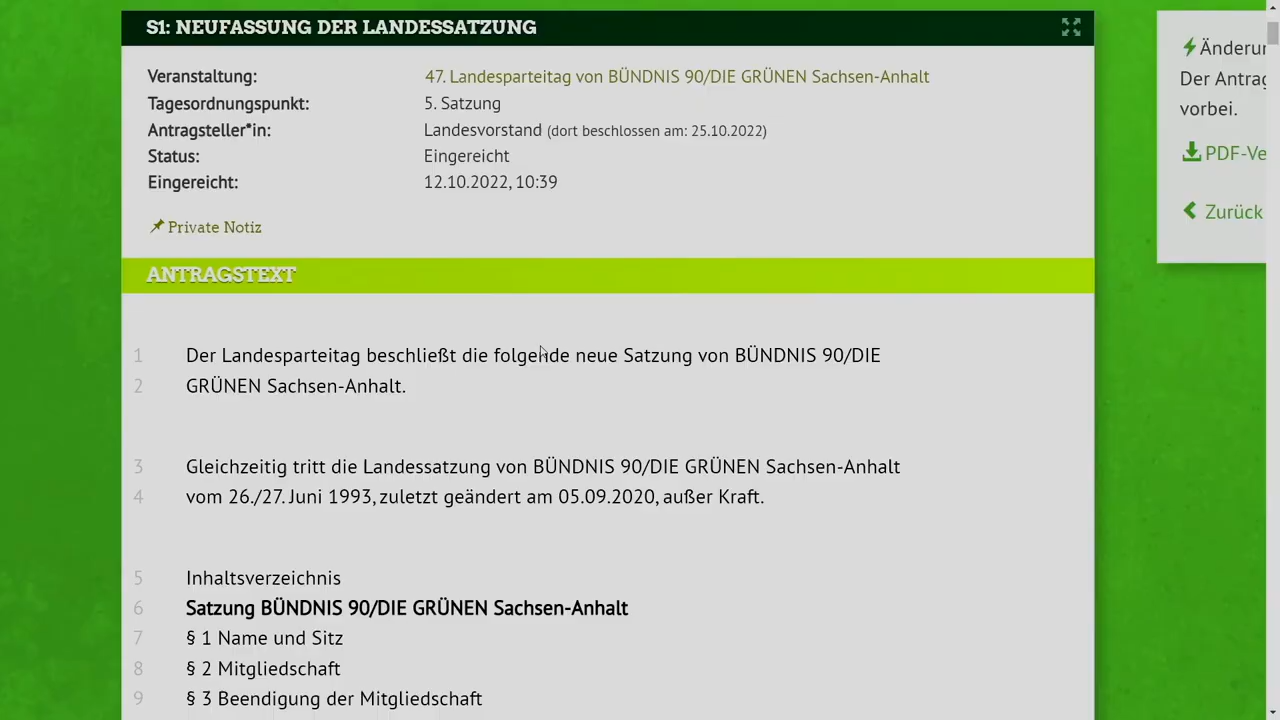 S1: NEUFASSUNG DER LANDESSATZUNG
Veranstaltung: 47. Landesparteitag von BÜNDNIS 90/DIE GRÜNEN Sachsen-Anhalt
Tagesordnungspunkt: 5. Satzung
Antragsteller*in: Landesvorstand (dort beschlossen am: 25.10.2022)
Status: Eingereicht
Eingereicht: 12.10.2022, 10:39
Private Notiz
ANTRAGSTEXT
1 Der Landesparteitag beschließt die folgende neue Satzung von BÜNDNIS 90/DIE
2 GRÜNEN Sachsen-Anhalt.
3 Gleichzeitig tritt die Landessatzung von BÜNDNIS 90/DIE GRÜNEN Sachsen-Anhalt
4 vom 26./27. Juni 1993, zuletzt geändert am 05.09.2020, außer Kraft.
5 Inhaltsverzeichnis
6 Satzung BÜNDNIS 90/DIE GRÜNEN Sachsen-Anhalt
7 § 1 Name und Sitz
8 § 2 Mitgliedschaft
9 § 3 Beendigung der Mitgliedschaft
Änderun
Der Antrag
vorbei.
PDF-Ve
Zurück